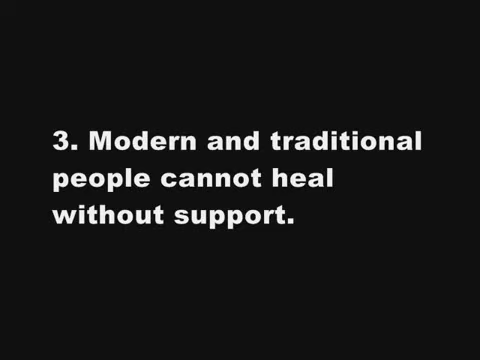 3. Modern and traditional
people cannot heal
without support.